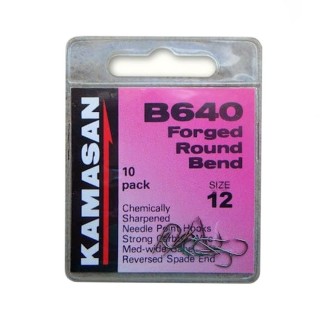 KAMASAN
B640
Forged
Round
Bend
10
pack
SIZE
12
Chemically
Sharpened
Needle Point Hooks
Strong Carbon
Med-wide
Reversed Spade End